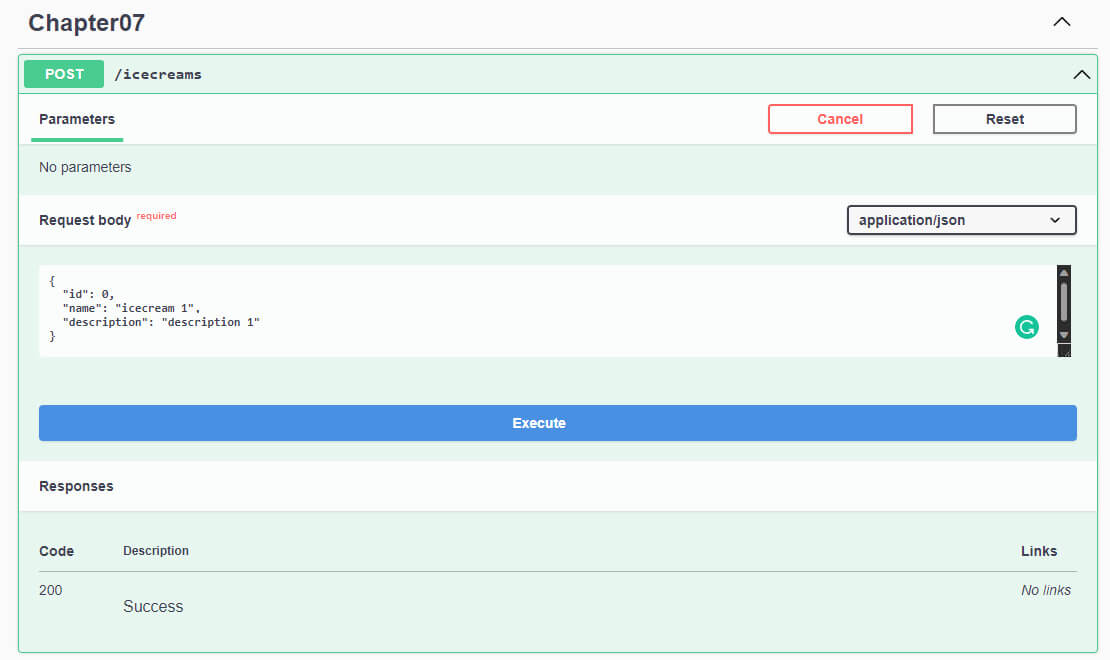 Chapter07
POST /icecreams
Parameters Cancel Reset
No parameters
Request body required application/json
{
  "id": 0,
  "name": "icecream 1",
  "description": "description 1"
}
Execute
Responses
Code Description Links
200 Success No links